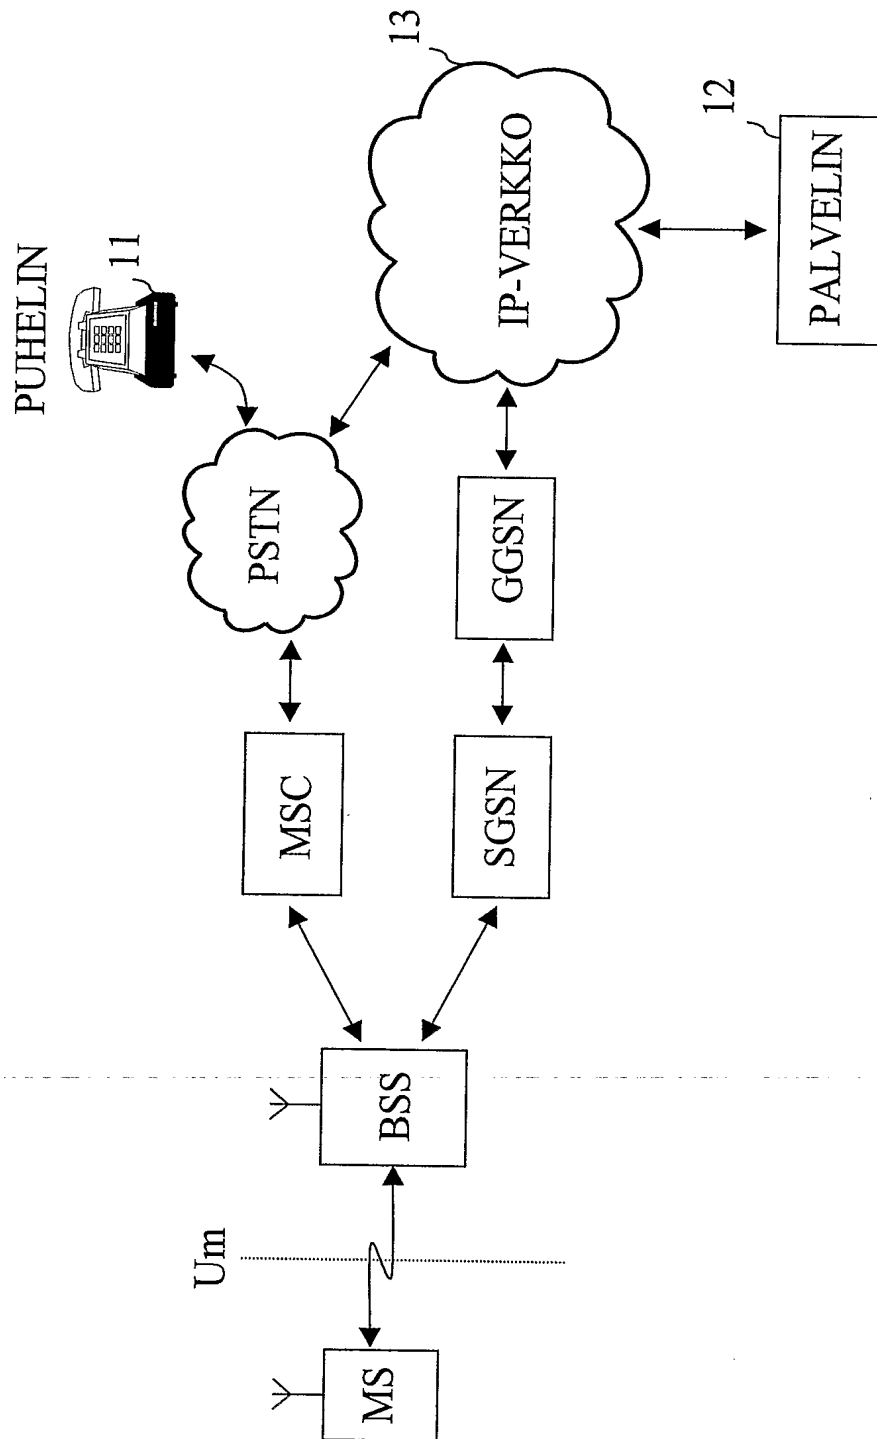 PUHELIN
11
13
PSTN
IP-VERKKO
12
PALVELIN
MSC
SGSN
GGSN
Um
BSS
MS